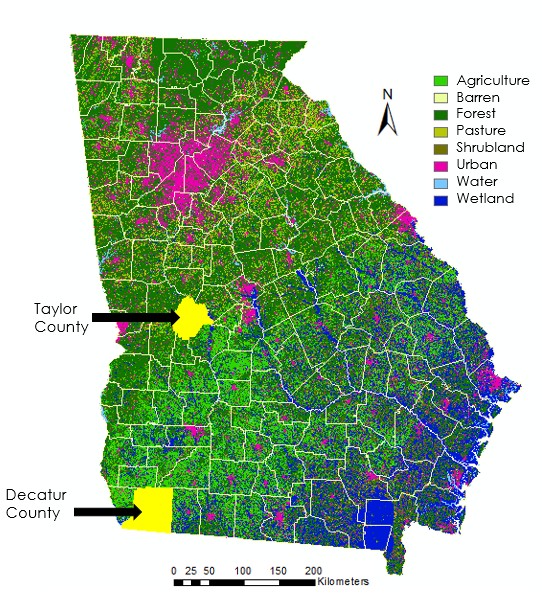 N
Agriculture
Barren
Forest
Pasture
Shrubland
Urban
Water
Wetland
Taylor
County
Decatur
County
0 25 50 100 150 200
Kilometers